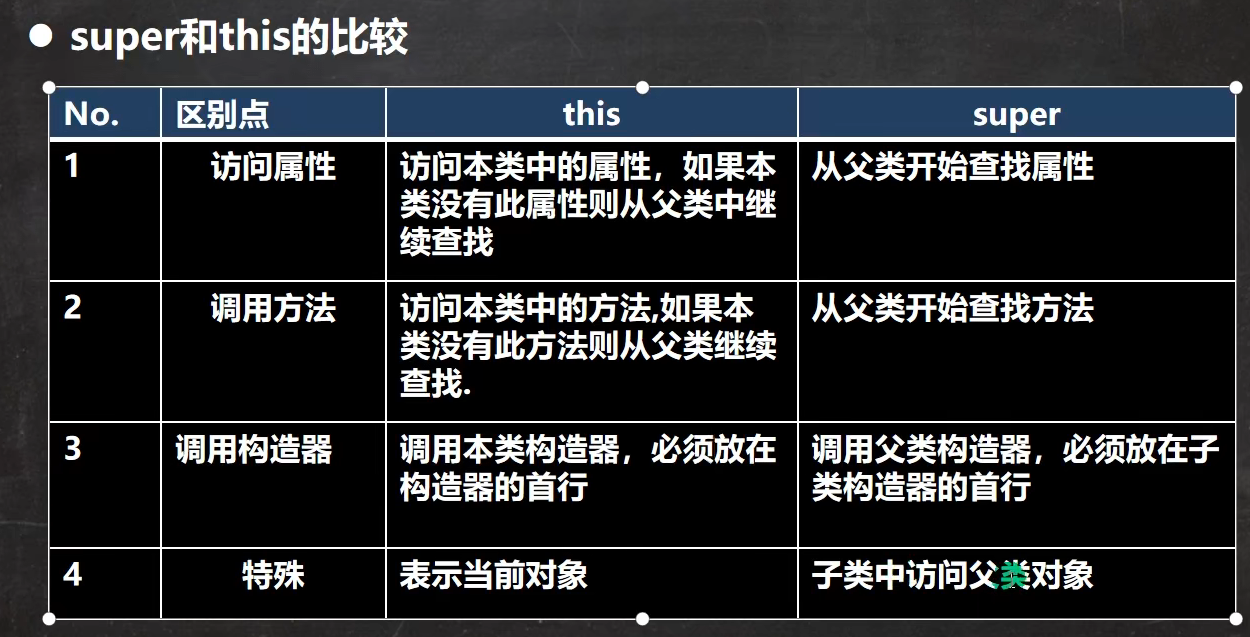 super和this的比较
No. 区别点 this super
1 访问属性 访问本类中的属性，如果本 从父类开始查找属性
类没有此属性则从父类中继
续查找
2 调用方法 访问本类中的方法,如果本 从父类开始查找方法
类没有此方法则从父类继续
查找.
3 调用构造器 调用本类构造器，必须放在 调用父类构造器，必须放在子
构造器的首行 类构造器的首行
4 特殊 表示当前对象 子类中访问父类对象